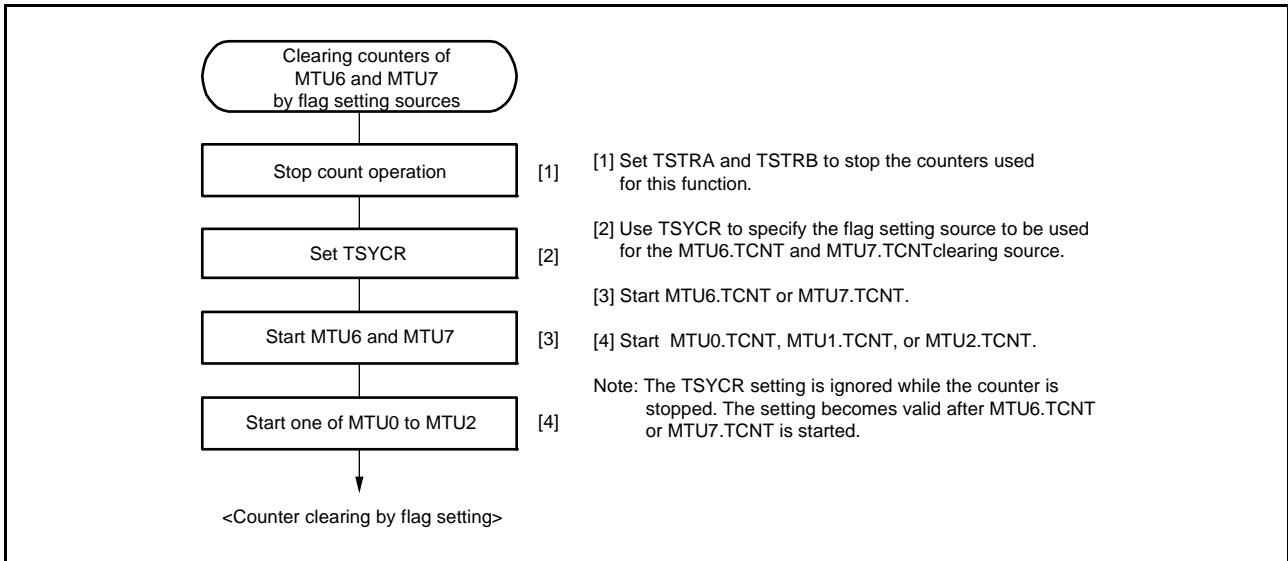 Clearing counters of
MTU6 and MTU7
by flag setting sources
Stop count operation
[1]
Set TSYCR
[2]
Start MTU6 and MTU7
[3]
Start one of MTU0 to MTU2
[4]
<Counter clearing by flag setting>
[1] Set TSTRA and TSTRB to stop the counters used
for this function.
[2] Use TSYCR to specify the flag setting source to be used
for the MTU6.TCNT and MTU7.TCNTclearing source.
[3] Start MTU6.TCNT or MTU7.TCNT.
[4] Start MTU0.TCNT, MTU1.TCNT, or MTU2.TCNT.
Note: The TSYCR setting is ignored while the counter is
stopped. The setting becomes valid after MTU6.TCNT
or MTU7.TCNT is started.